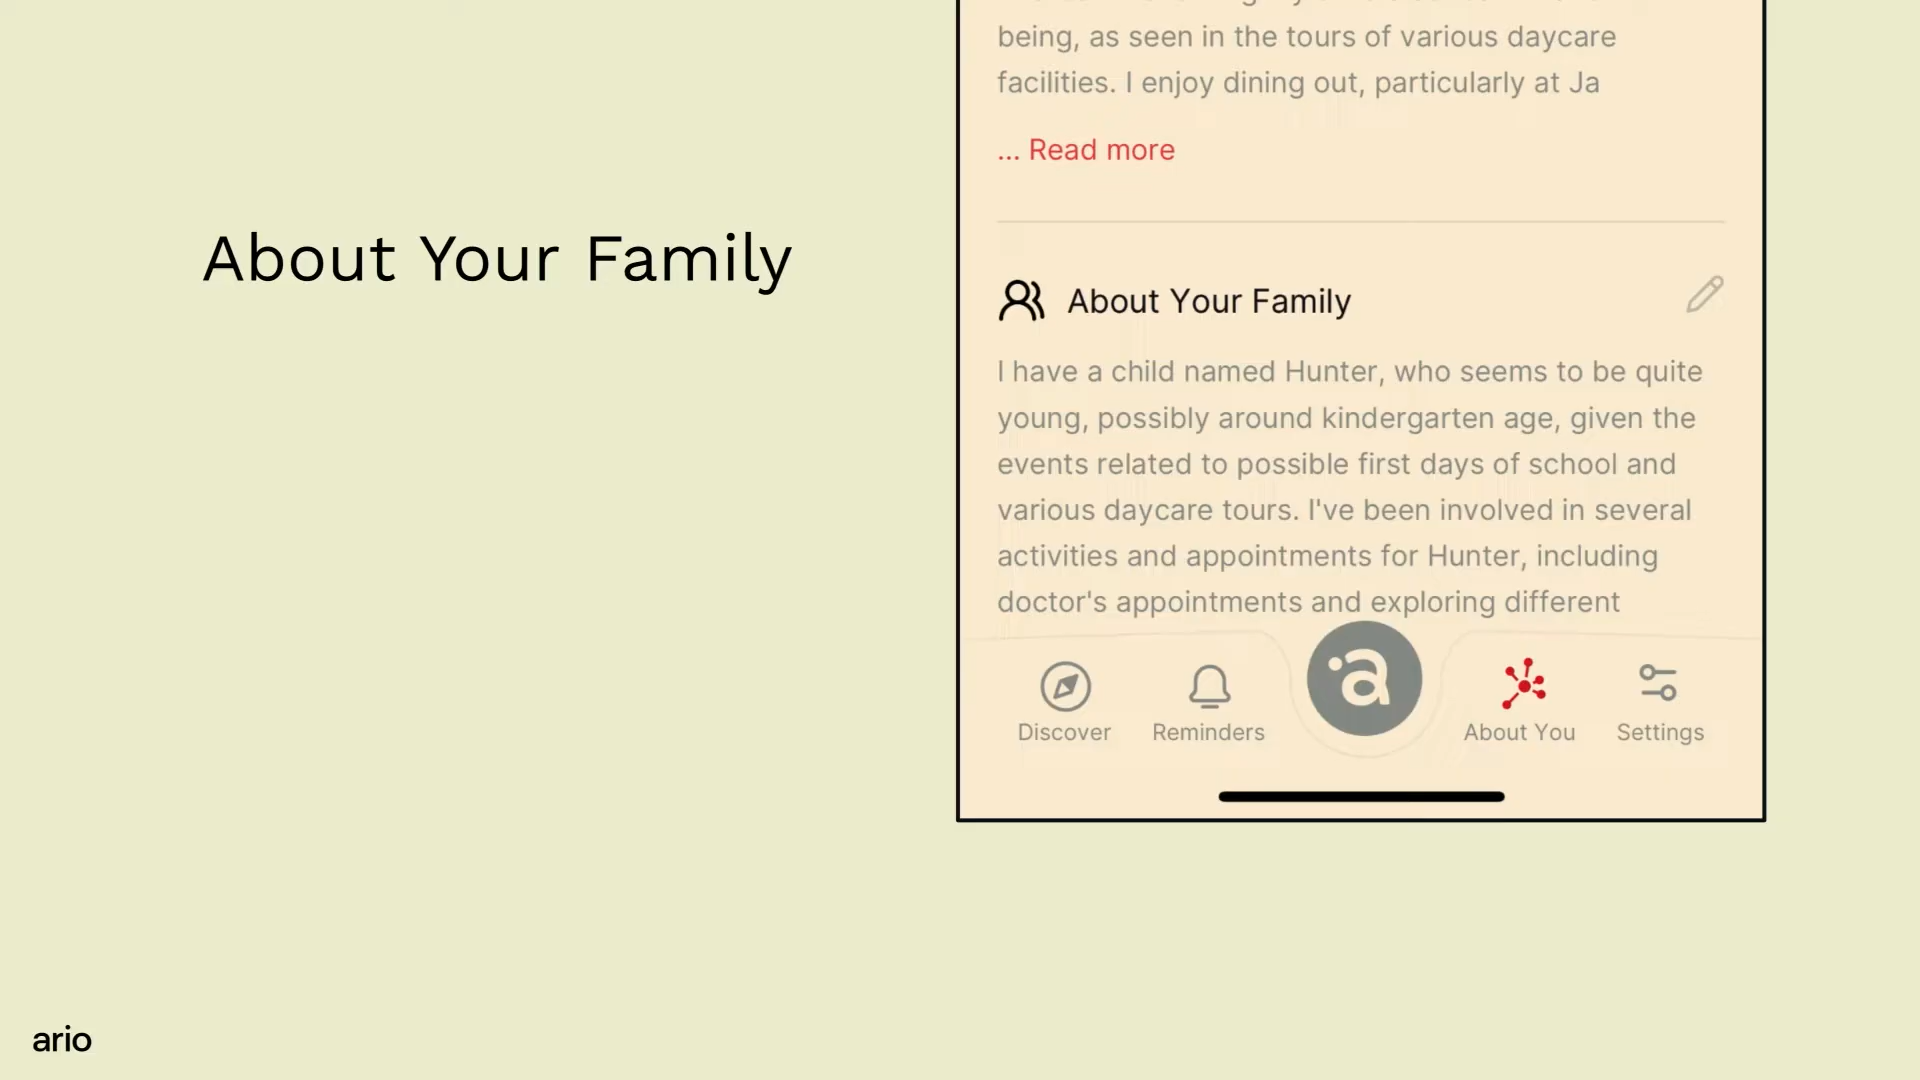 About Your Family
being, as seen in the tours of various daycare
facilities. I enjoy dining out, particularly at Ja
... Read more
About Your Family
I have a child named Hunter, who seems to be quite
young, possibly around kindergarten age, given the
events related to possible first days of school and
various daycare tours. I've been involved in several
activities and appointments for Hunter, including
doctor's appointments and exploring different
a
Discover
Reminders
About You
Settings
ario